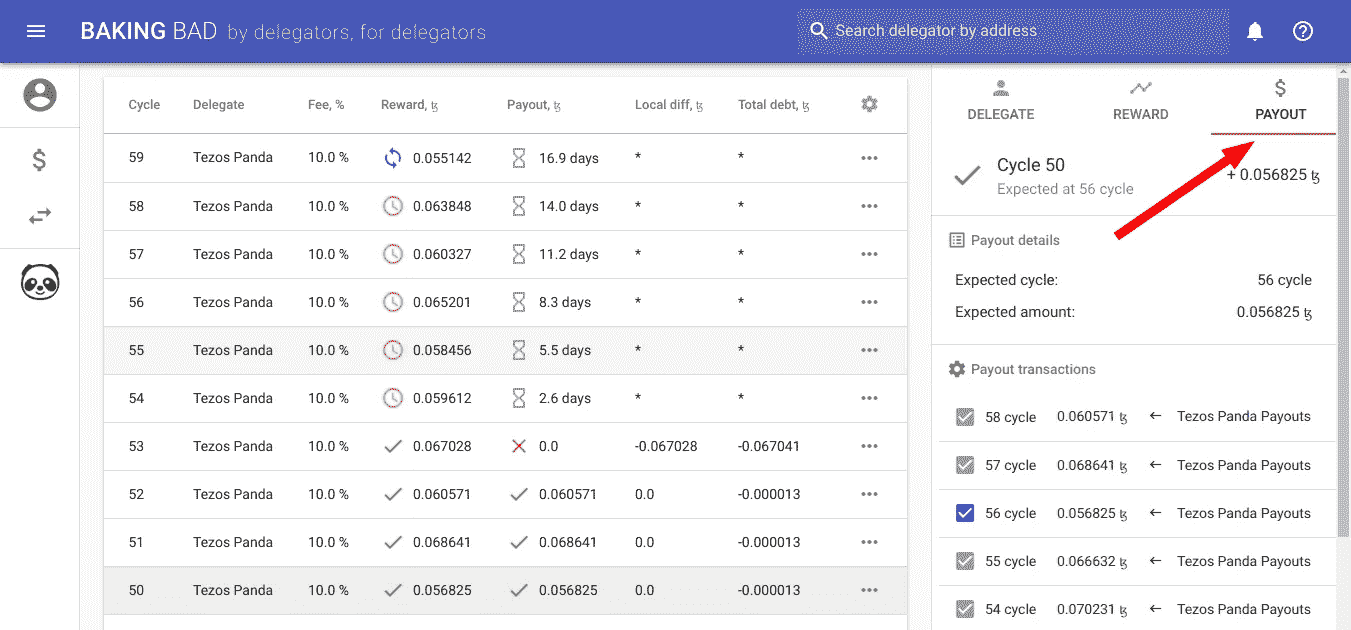 BAKING BAD by delegators, for delegators Search delegator by address
Cycle Delegate Fee, % Reward, ꜩ Payout, ꜩ Local diff, ꜩ Total debt, ꜩ
59 Tezos Panda 10.0 % 0.055142 16.9 days * *
58 Tezos Panda 10.0 % 0.063848 14.0 days * *
57 Tezos Panda 10.0 % 0.060327 11.2 days * *
56 Tezos Panda 10.0 % 0.065201 8.3 days * *
55 Tezos Panda 10.0 % 0.058456 5.5 days * *
54 Tezos Panda 10.0 % 0.059612 2.6 days * *
53 Tezos Panda 10.0 % 0.067028 0.0 -0.067028 -0.067041
52 Tezos Panda 10.0 % 0.060571 0.060571 0.0 -0.000013
51 Tezos Panda 10.0 % 0.068641 0.068641 0.0 -0.000013
50 Tezos Panda 10.0 % 0.056825 0.056825 0.0 -0.000013
DELEGATE REWARD PAYOUT
Cycle 50 + 0.056825 ꜩ
Expected at 56 cycle
Payout details
Expected cycle: 56 cycle
Expected amount: 0.056825 ꜩ
Payout transactions
58 cycle 0.060571 ꜩ ← Tezos Panda Payouts
57 cycle 0.068641 ꜩ ← Tezos Panda Payouts
56 cycle 0.056825 ꜩ ← Tezos Panda Payouts
55 cycle 0.066632 ꜩ ← Tezos Panda Payouts
54 cycle 0.070231 ꜩ ← Tezos Panda Payouts